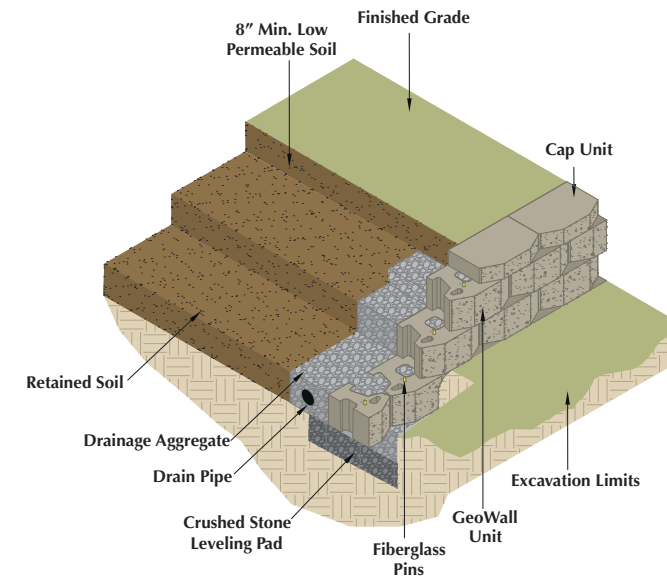 Finished Grade
8” Min. Low
Permeable Soil
Cap Unit
Retained Soil
Drainage Aggregate
Drain Pipe
Excavation Limits
Crushed Stone
Leveling Pad
GeoWall
Unit
Fiberglass
Pins